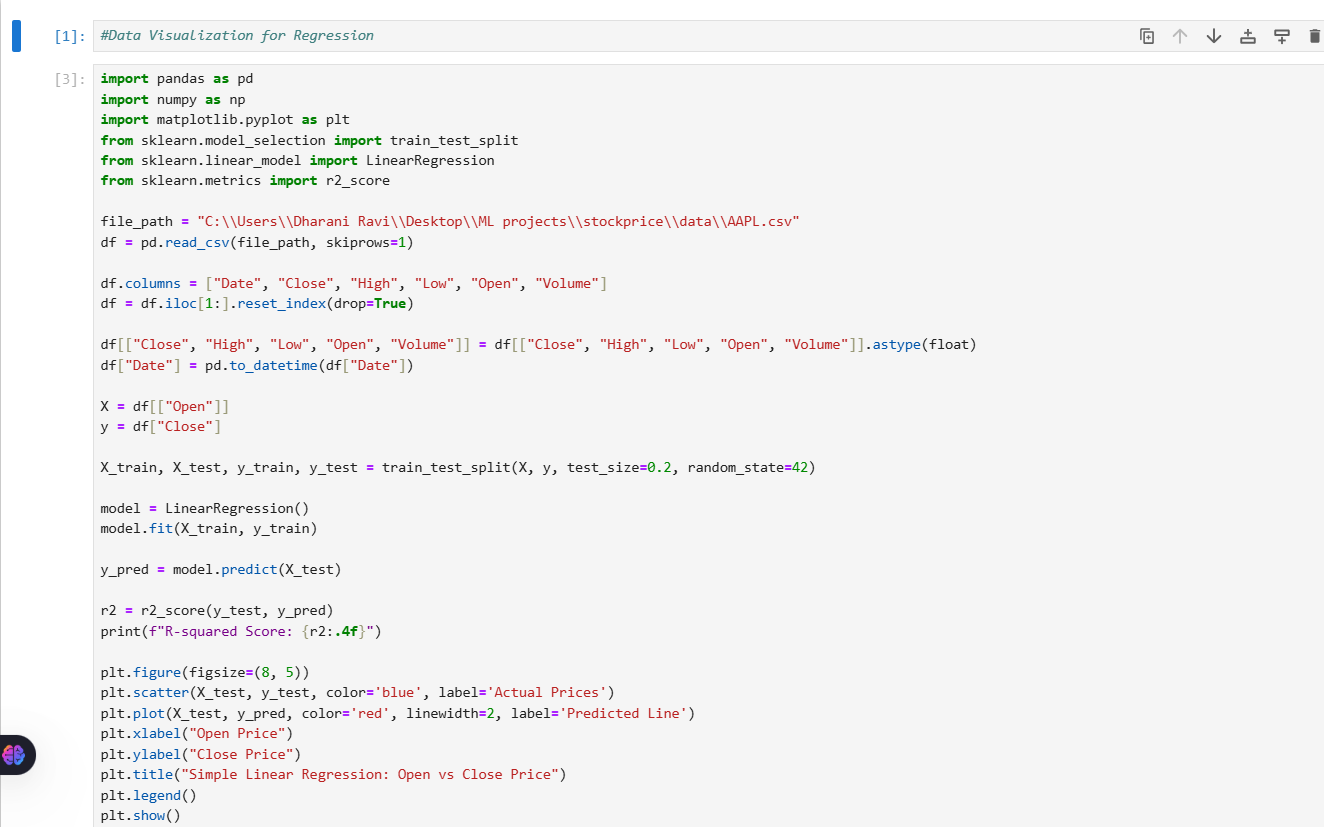 [1]: #Data Visualization for Regression
[3]: import pandas as pd
import numpy as np
import matplotlib.pyplot as plt
from sklearn.model_selection import train_test_split
from sklearn.linear_model import LinearRegression
from sklearn.metrics import r2_score
file_path = "C:\\Users\\Dharani Ravi\\Desktop\\ML projects\\stockprice\\data\\AAPL.csv"
df = pd.read_csv(file_path, skiprows=1)
df.columns = ["Date", "Close", "High", "Low", "Open", "Volume"]
df = df.iloc[1:].reset_index(drop=True)
df[["Close", "High", "Low", "Open", "Volume"]] = df[["Close", "High", "Low", "Open", "Volume"]].astype(float)
df["Date"] = pd.to_datetime(df["Date"])
X = df[["Open"]]
y = df["Close"]
X_train, X_test, y_train, y_test = train_test_split(X, y, test_size=0.2, random_state=42)
model = LinearRegression()
model.fit(X_train, y_train)
y_pred = model.predict(X_test)
r2 = r2_score(y_test, y_pred)
print(f"R-squared Score: {r2:.4f}")
plt.figure(figsize=(8, 5))
plt.scatter(X_test, y_test, color='blue', label='Actual Prices')
plt.plot(X_test, y_pred, color='red', linewidth=2, label='Predicted Line')
plt.xlabel("Open Price")
plt.ylabel("Close Price")
plt.title("Simple Linear Regression: Open vs Close Price")
plt.legend()
plt.show()